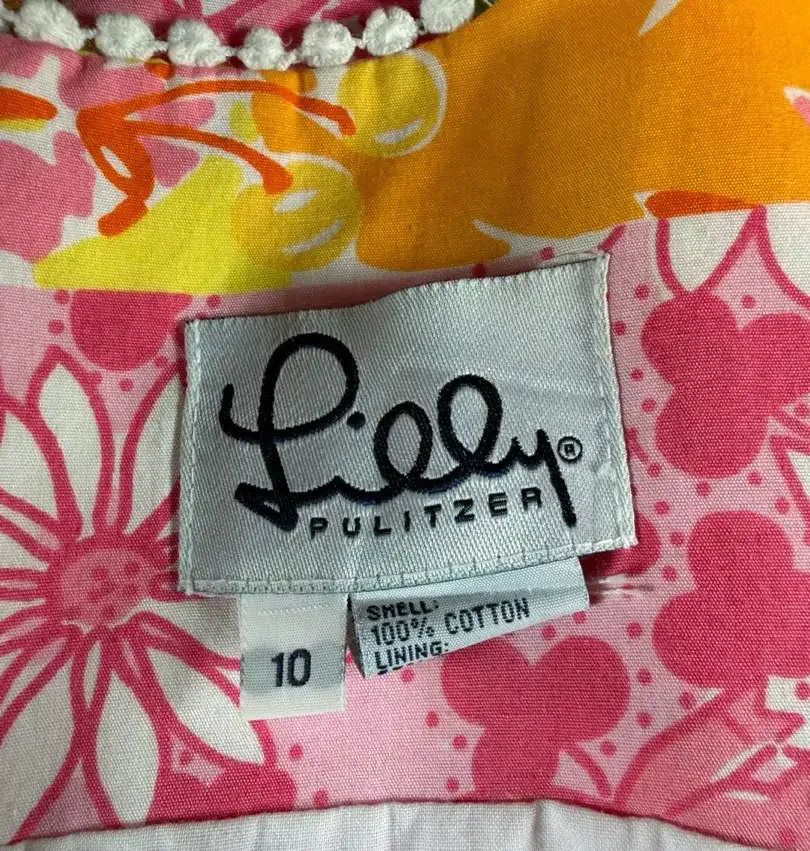 Lilly®
PULITZER
10
SHELL:
100% COTTON
LINING: